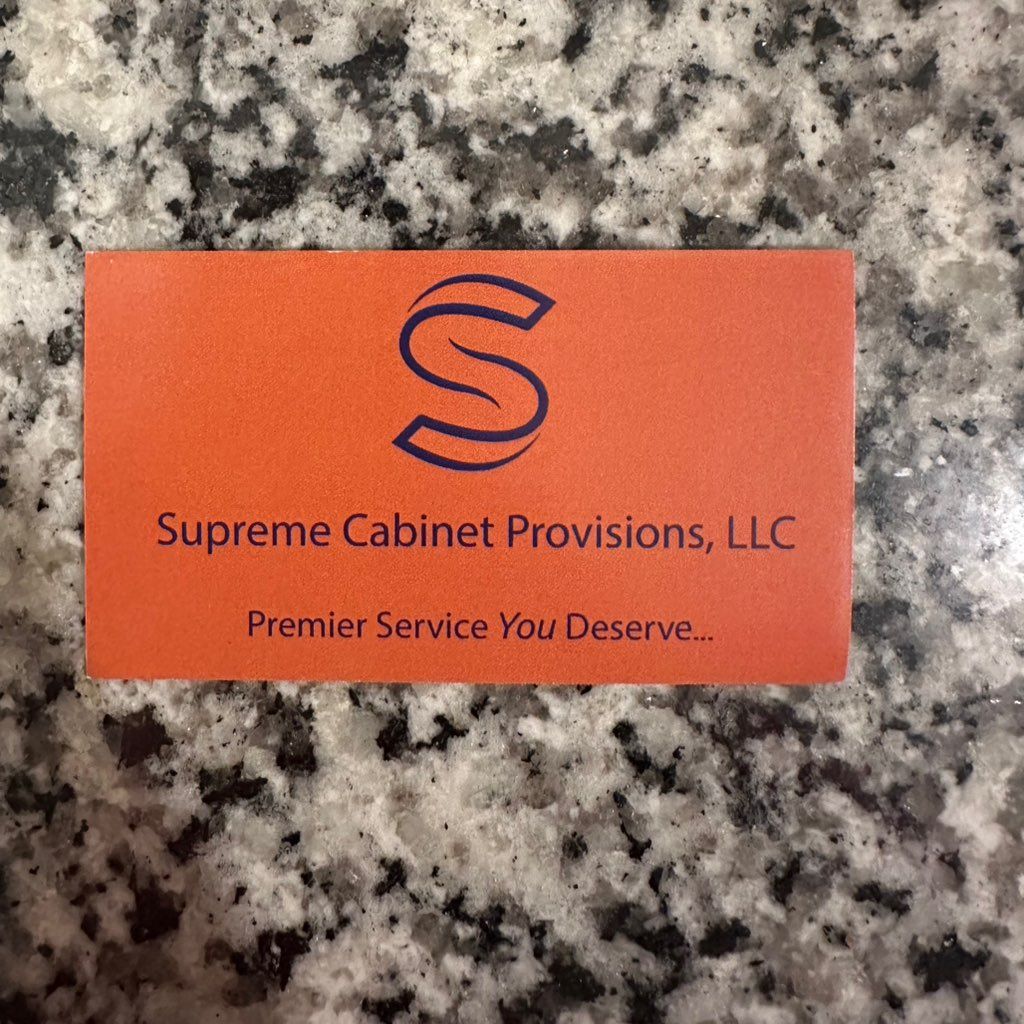 S
Supreme Cabinet Provisions, LLC
Premier Service You Deserve...